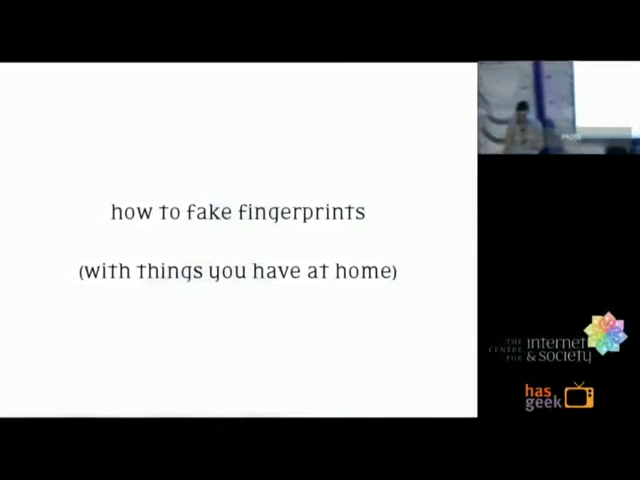 how to fake fingerprints
(with things you have at home)
THE CENTRE FOR
internet
& society
has
geek